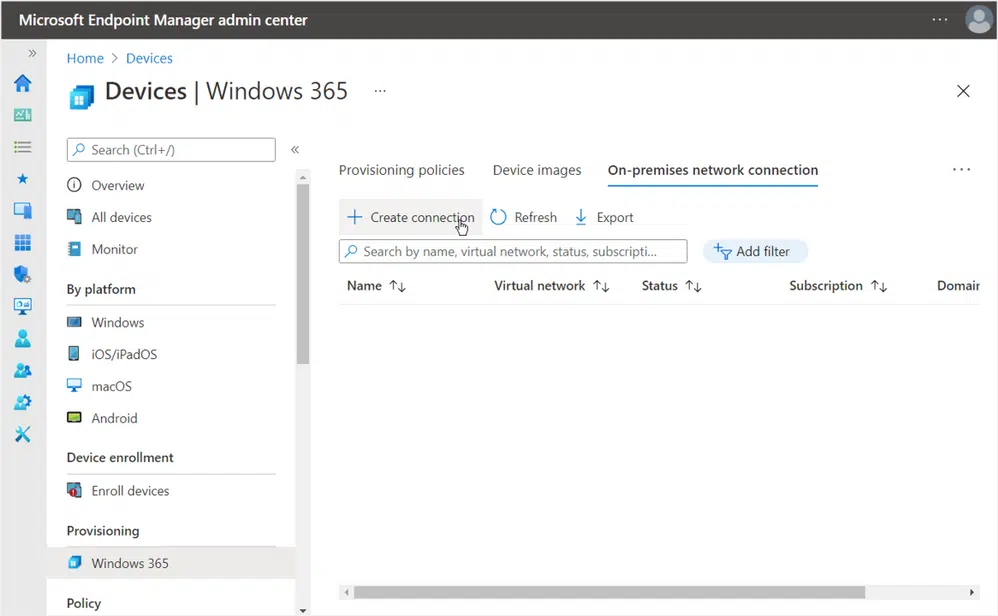 Microsoft Endpoint Manager admin center
Home > Devices
Devices | Windows 365
Search (Ctrl+/)
Overview
All devices
Monitor
By platform
Windows
iOS/iPadOS
macOS
Android
Device enrollment
Enroll devices
Provisioning
Windows 365
Policy
Provisioning policies Device images On-premises network connection
Create connection Refresh Export
Search by name, virtual network, status, subscripti... Add filter
Name Virtual network Status Subscription Domain